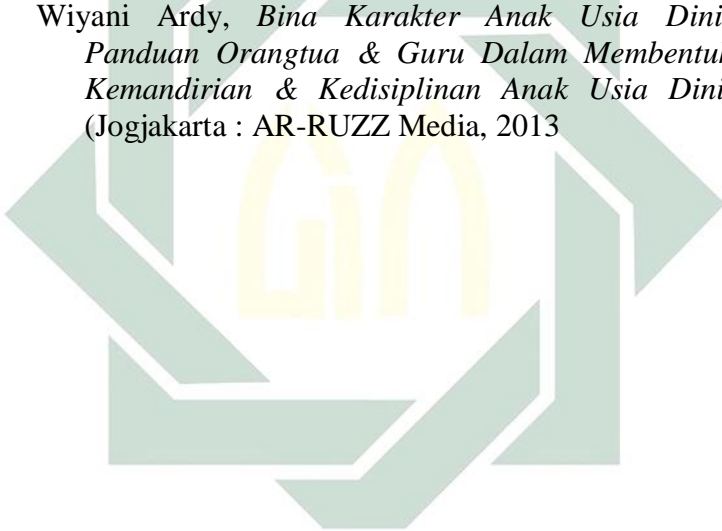 Wiyani Ardy, Bina Karakter Anak Usia Dini
Panduan Orangtua & Guru Dalam Membentuk
Kemandirian & Kedisiplinan Anak Usia Dini
(Jogjakarta : AR-RUZZ Media, 2013